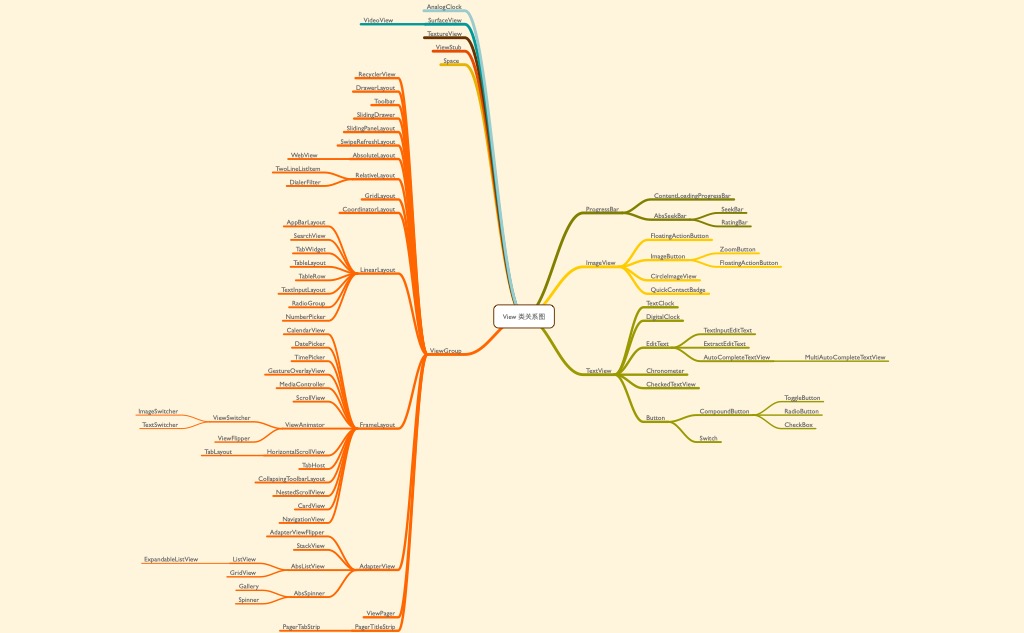 AnalogClock
VideoView
SurfaceView
TextureView
ViewStub
Space
RecyclerView
DrawerLayout
Toolbar
SlidingDrawer
SlidingPaneLayout
SwipeRefreshLayout
WebView
AbsoluteLayout
TwoLineListItem
DialerFilter
RelativeLayout
GridLayout
CoordinatorLayout
AppBarLayout
SearchView
TabWidget
TableLayout
TableRow
TextInputLayout
RadioGroup
NumberPicker
LinearLayout
CalendarView
DatePicker
TimePicker
GestureOverlayView
MediaController
ScrollView
ImageSwitcher
TextSwitcher
ViewSwitcher
ViewFlipper
ViewAnimator
TabLayout
HorizontalScrollView
TabHost
CollapsingToolbarLayout
NestedScrollView
CardView
NavigationView
FrameLayout
AdapterViewFlipper
StackView
ExpandableListView
ListView
GridView
AbsListView
Gallery
Spinner
AbsSpinner
AdapterView
ViewPager
PagerTabStrip
PagerTitleStrip
ViewGroup
View 类关系图
ProgressBar
ContentLoadingProgressBar
AbsSeekBar
SeekBar
RatingBar
ImageView
FloatingActionButton
ImageButton
ZoomButton
FloatingActionButton
CircleImageView
QuickContactBadge
TextView
TextClock
DigitalClock
EditText
TextInputEditText
ExtractEditText
AutoCompleteTextView
MultiAutoCompleteTextView
Chronometer
CheckedTextView
Button
CompoundButton
ToggleButton
RadioButton
CheckBox
Switch